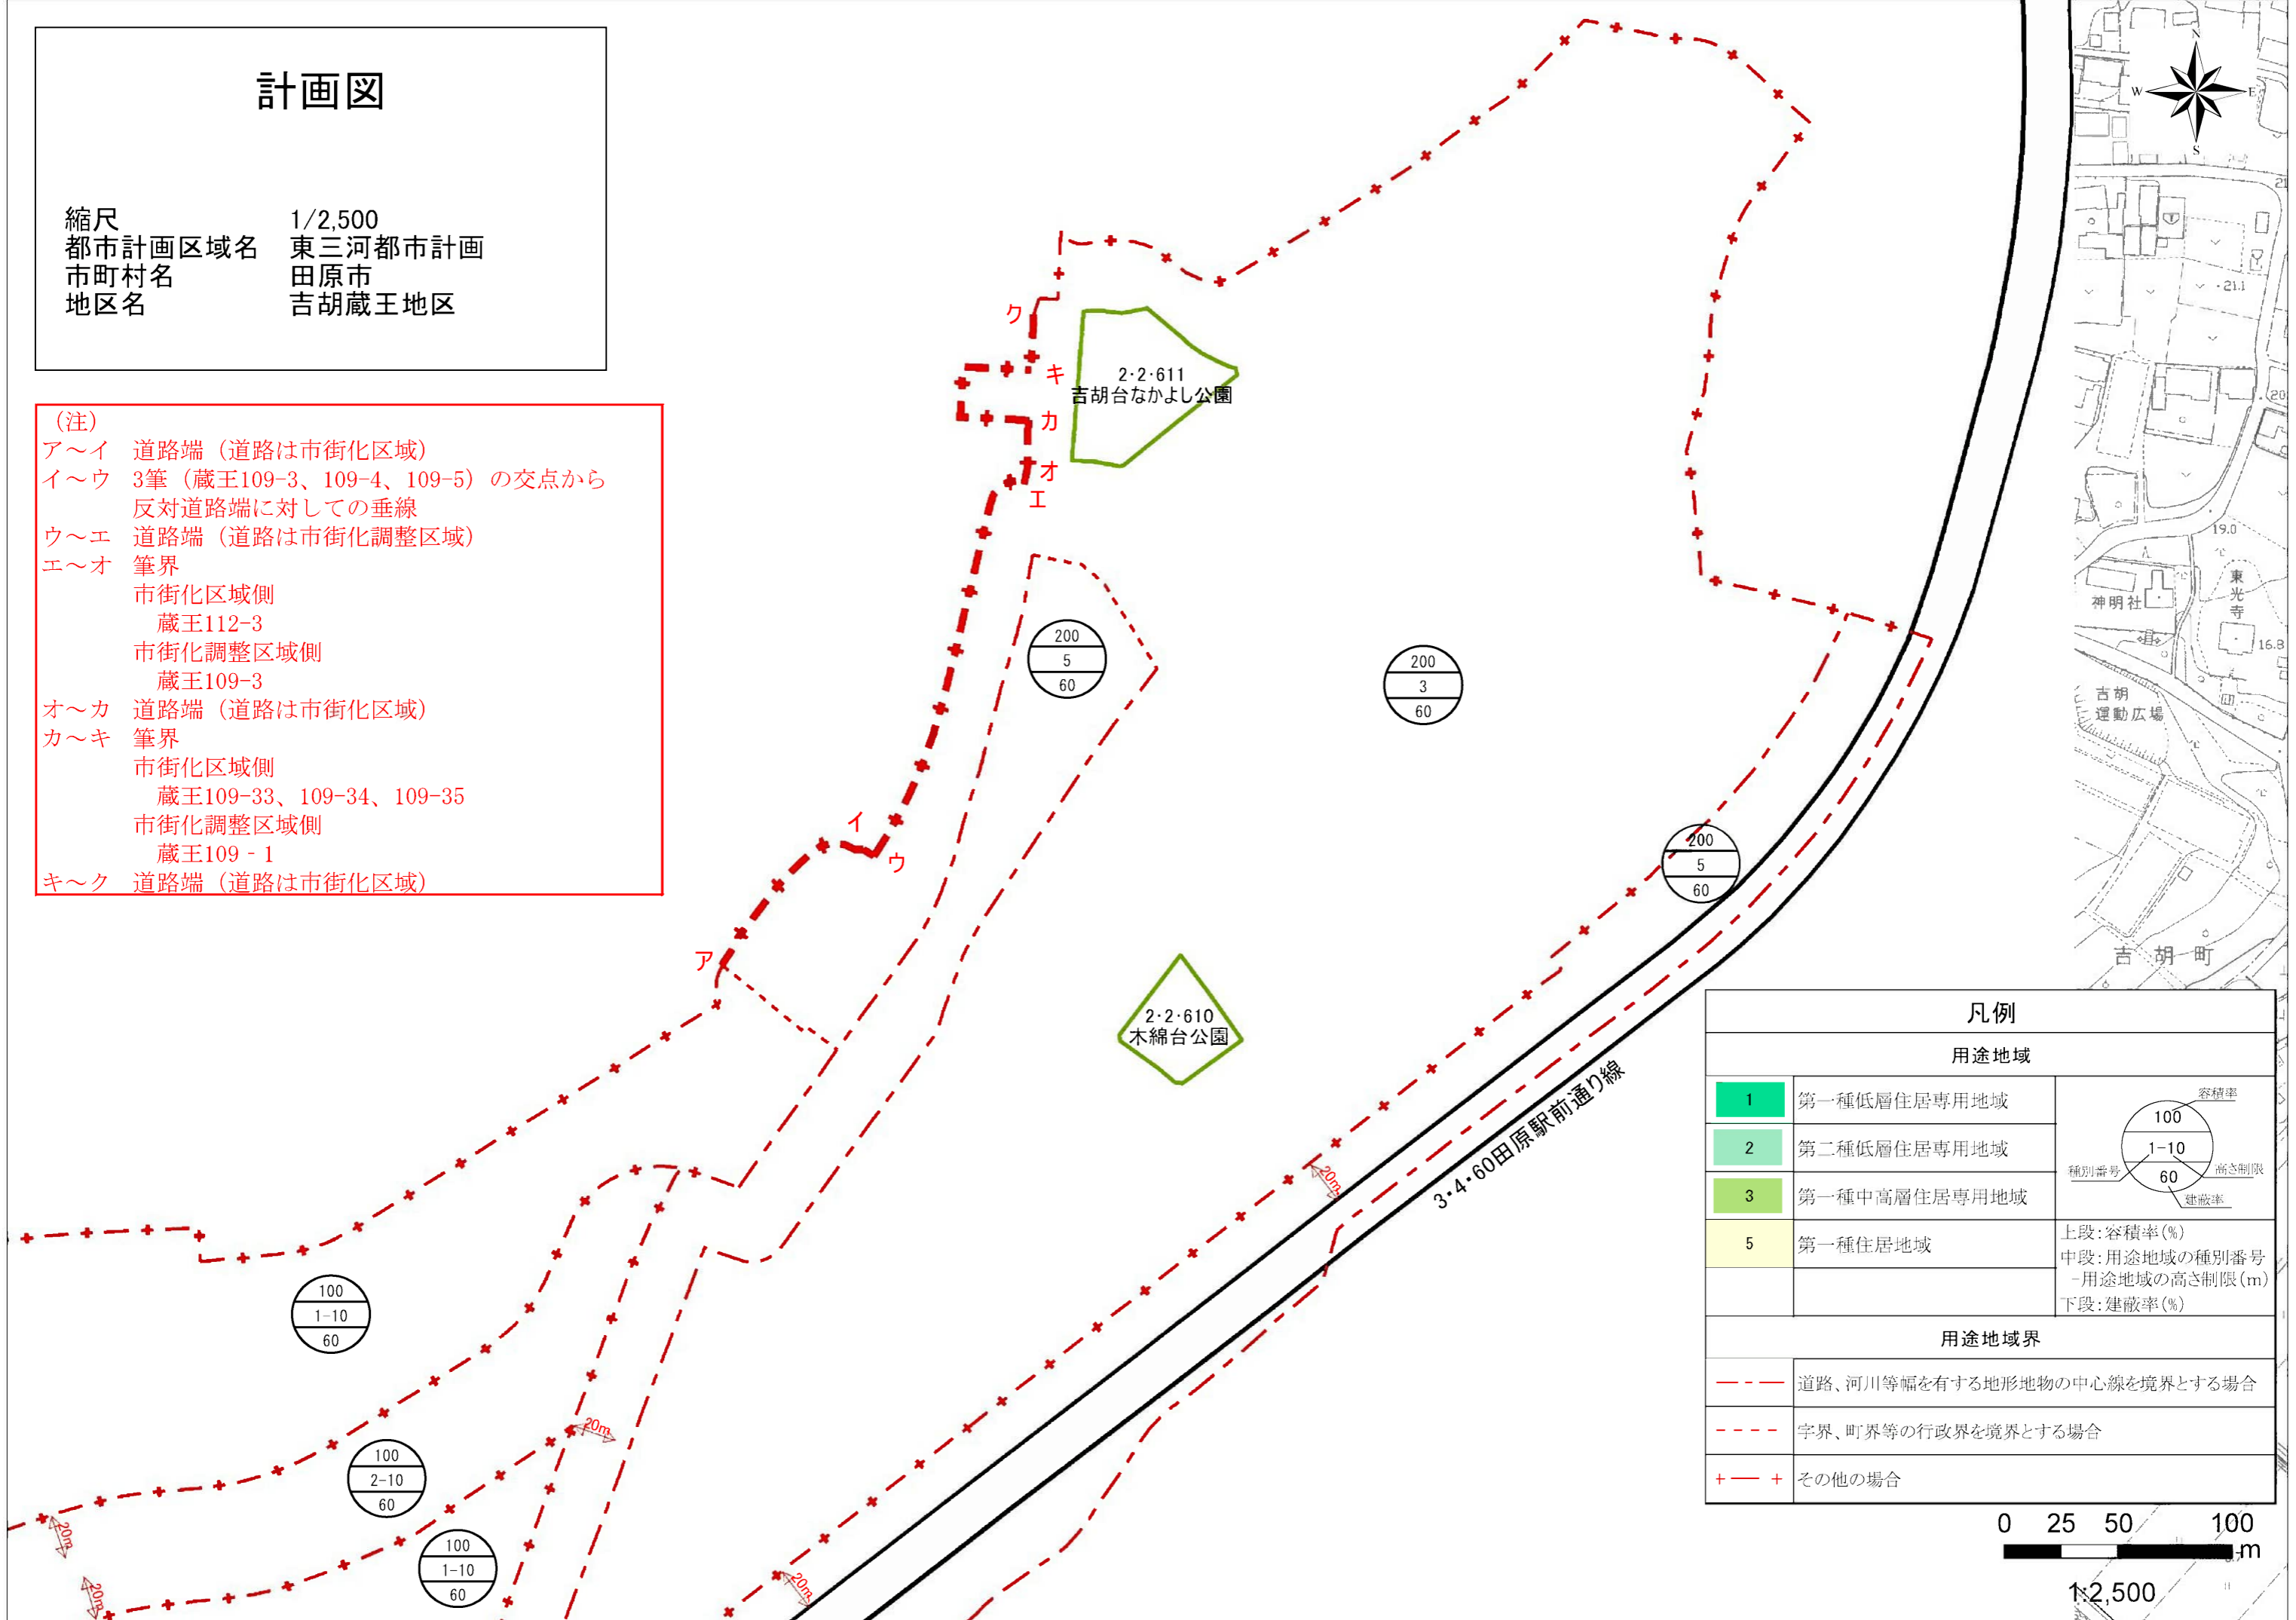 計画図
縮尺 1/2,500
都市計画区域名 東三河都市計画
市町村名 田原市
地区名 吉胡蔵王地区
（注）
ア～イ 道路端（道路は市街化区域）
イ～ウ 3筆（蔵王109-3、109-4、109-5）の交点から
反対道路端に対しての垂線
ウ～エ 道路端（道路は市街化調整区域）
エ～オ 筆界
市街化区域側
蔵王112-3
市街化調整区域側
蔵王109-3
オ～カ 道路端（道路は市街化区域）
カ～キ 筆界
市街化区域側
蔵王109-33、109-34、109-35
市街化調整区域側
蔵王109‐1
キ～ク 道路端（道路は市街化区域）
ク
キ
カ
オ
エ
イ
ウ
ア
2・2・611
吉胡台なかよし公園
200
5
60
200
3
60
200
5
60
2・2・610
木綿台公園
3・4・60田原駅前通り線
20m
20m
20m
20m
20m
100
1-10
60
100
2-10
60
100
1-10
60
N
W
E
S
21.1
19.0
神明社
東光寺
16.8
吉胡
運動広場
吉胡町
凡例
用途地域
1 第一種低層住居専用地域
2 第二種低層住居専用地域
3 第一種中高層住居専用地域
5 第一種住居地域
容積率
100
1-10
60
種別番号
高さ制限
建蔽率
上段：容積率(%)
中段：用途地域の種別番号
-用途地域の高さ制限(m)
下段：建蔽率(%)
用途地域界
道路、河川等幅を有する地形地物の中心線を境界とする場合
字界、町界等の行政界を境界とする場合
その他の場合
0 25 50 100
m
1:2,500